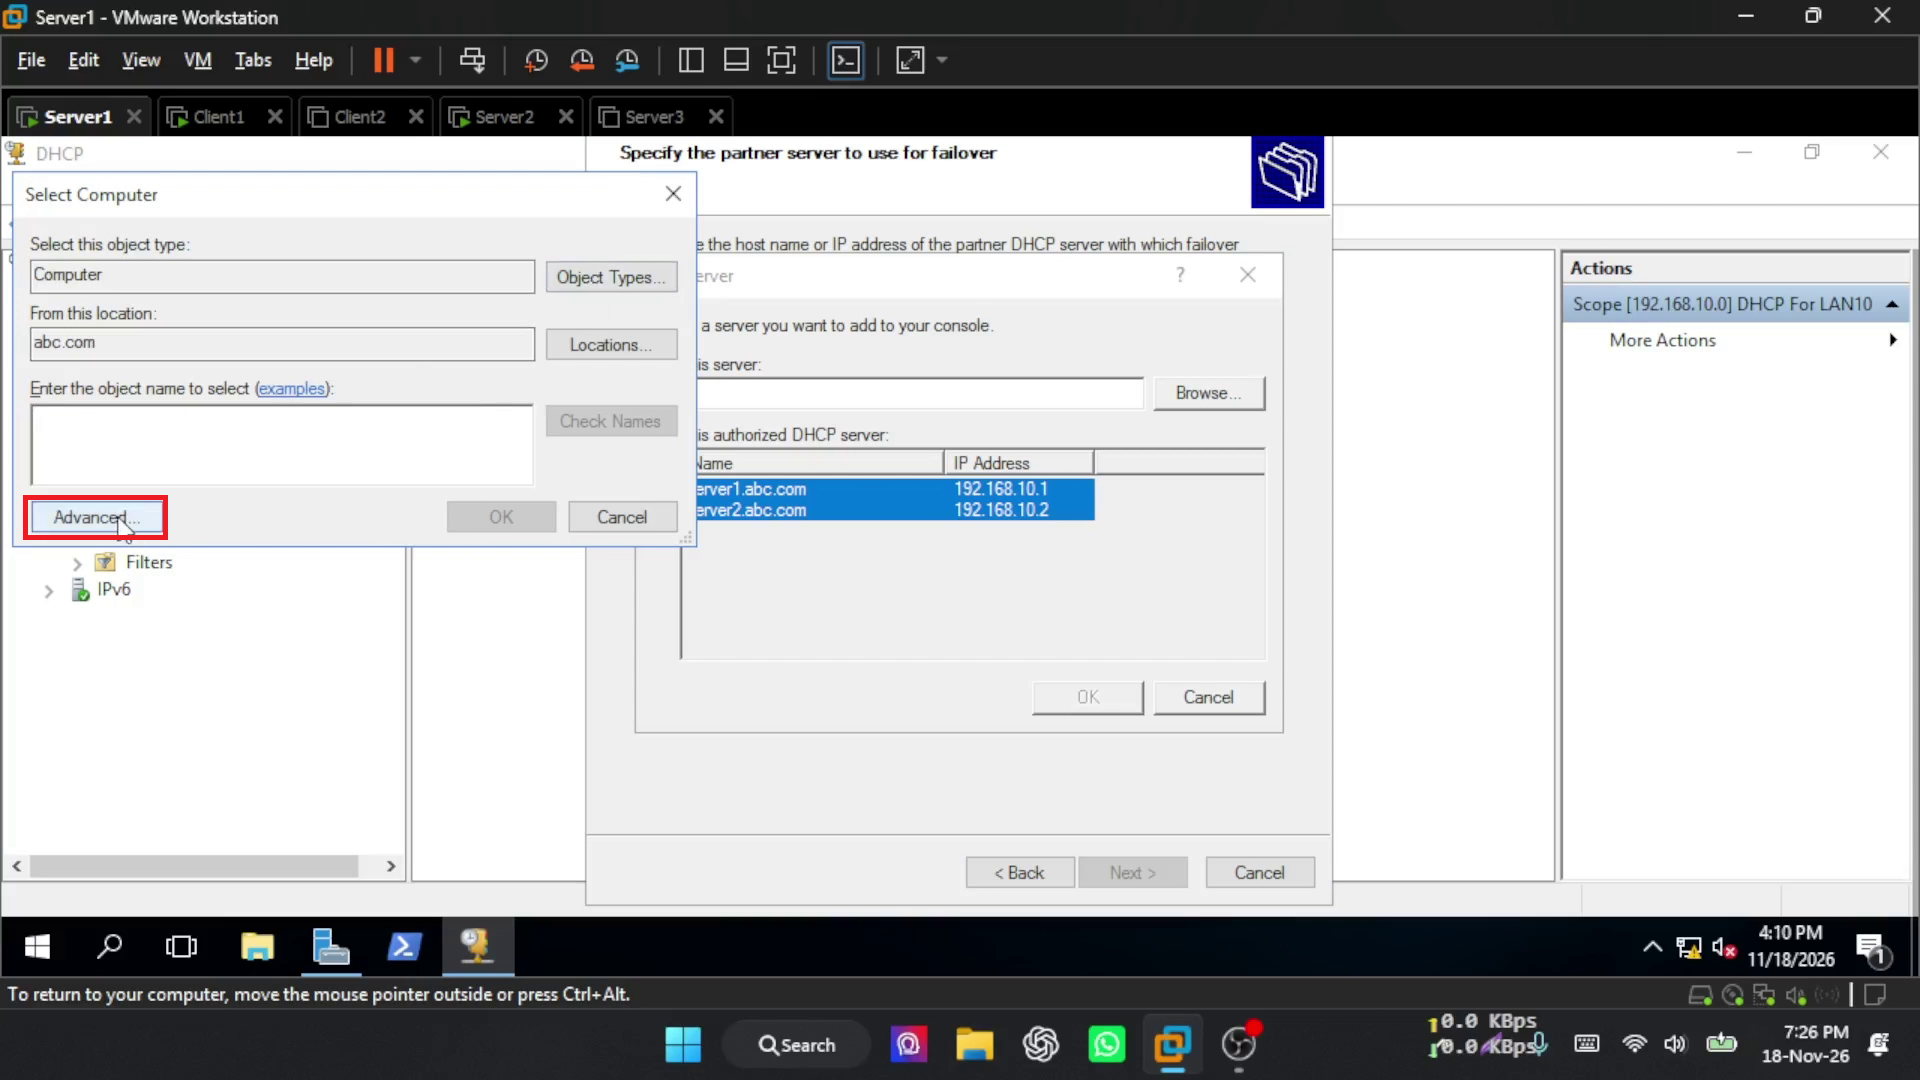 Server1 - VMware Workstation
File Edit View VM Tabs Help
Server1 Client1 Client2 Server2 Server3
DHCP
Specify the partner server to use for failover
Select Computer
Select this object type:
Computer
Object Types...
From this location:
abc.com
Locations...
Enter the object name to select (examples):
Check Names
Advanced...
OK
Cancel
Filters
IPv6
e the host name or IP address of the partner DHCP server with which failover
erver
?
a server you want to add to your console.
is server:
Browse...
is authorized DHCP server:
Name IP Address
erver1.abc.com 192.168.10.1
erver2.abc.com 192.168.10.2
OK
Cancel
< Back
Next >
Cancel
Actions
Scope [192.168.10.0] DHCP For LAN10
More Actions
4:10 PM
11/18/2026
1
To return to your computer, move the mouse pointer outside or press Ctrl+Alt.
Search
0.0 KBps
0.0 KBps
7:26 PM
18-Nov-26